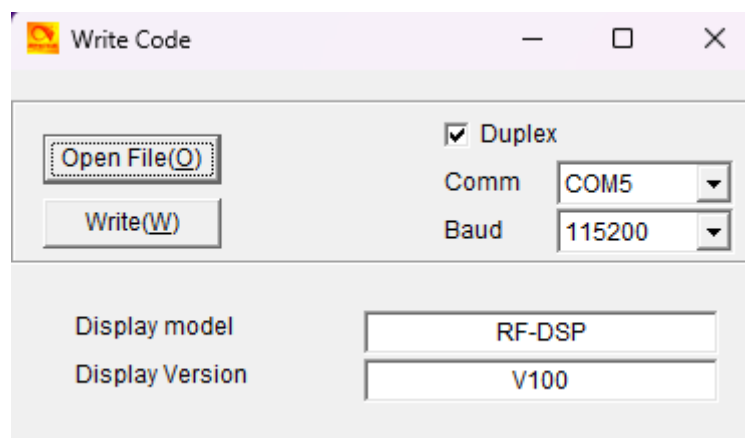 Write Code
Open File(O)
Write(W)
Duplex
Comm COM5
Baud 115200
Display model RF-DSP
Display Version V100